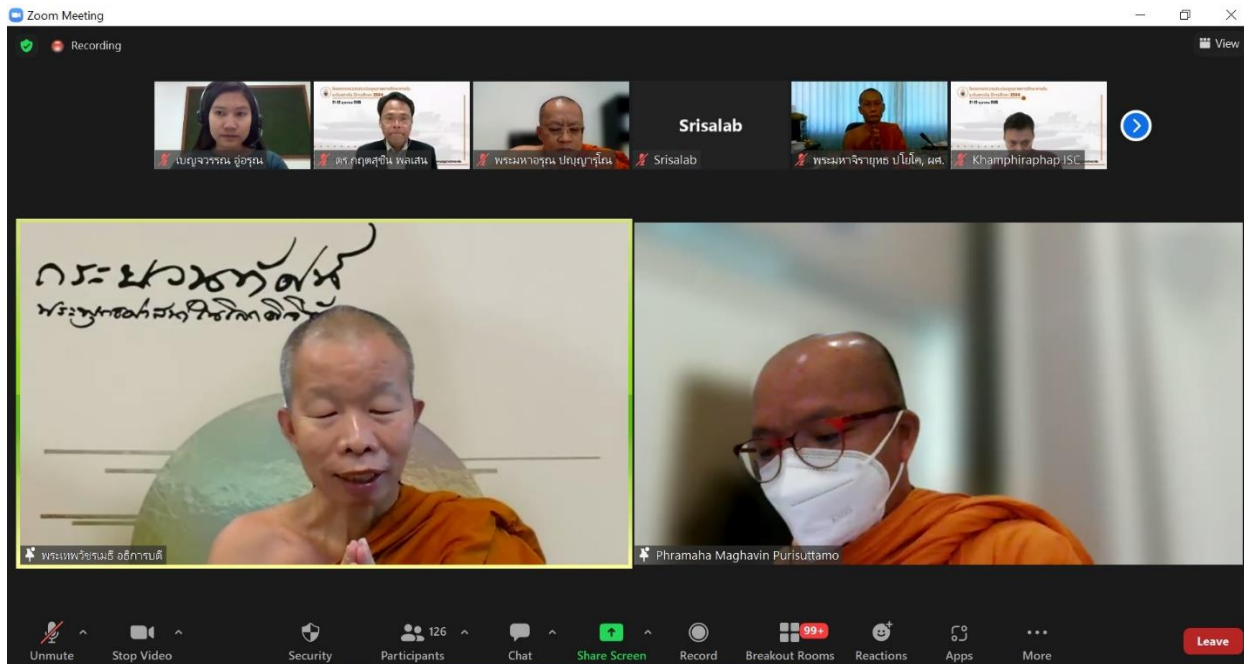 Zoom Meeting
Recording
View
เบญจวรรณ อู่อรุณ
ดร.กฤตสุชิน พลเสน
พระมหาอรุณ ปญฺญารุโณ
Srisalab
Srisalab
พระมหาจิรายุทธ ปโยโค, ผศ.
Khamphiraphap ISC
กระบวนทัศน์
พระเทพวัชรเมธี อธิการบดี
Phramaha Maghavin Purisuttamo
Unmute
Stop Video
Security
126
Participants
Chat
Share Screen
Record
99+
Breakout Rooms
Reactions
Apps
More
Leave